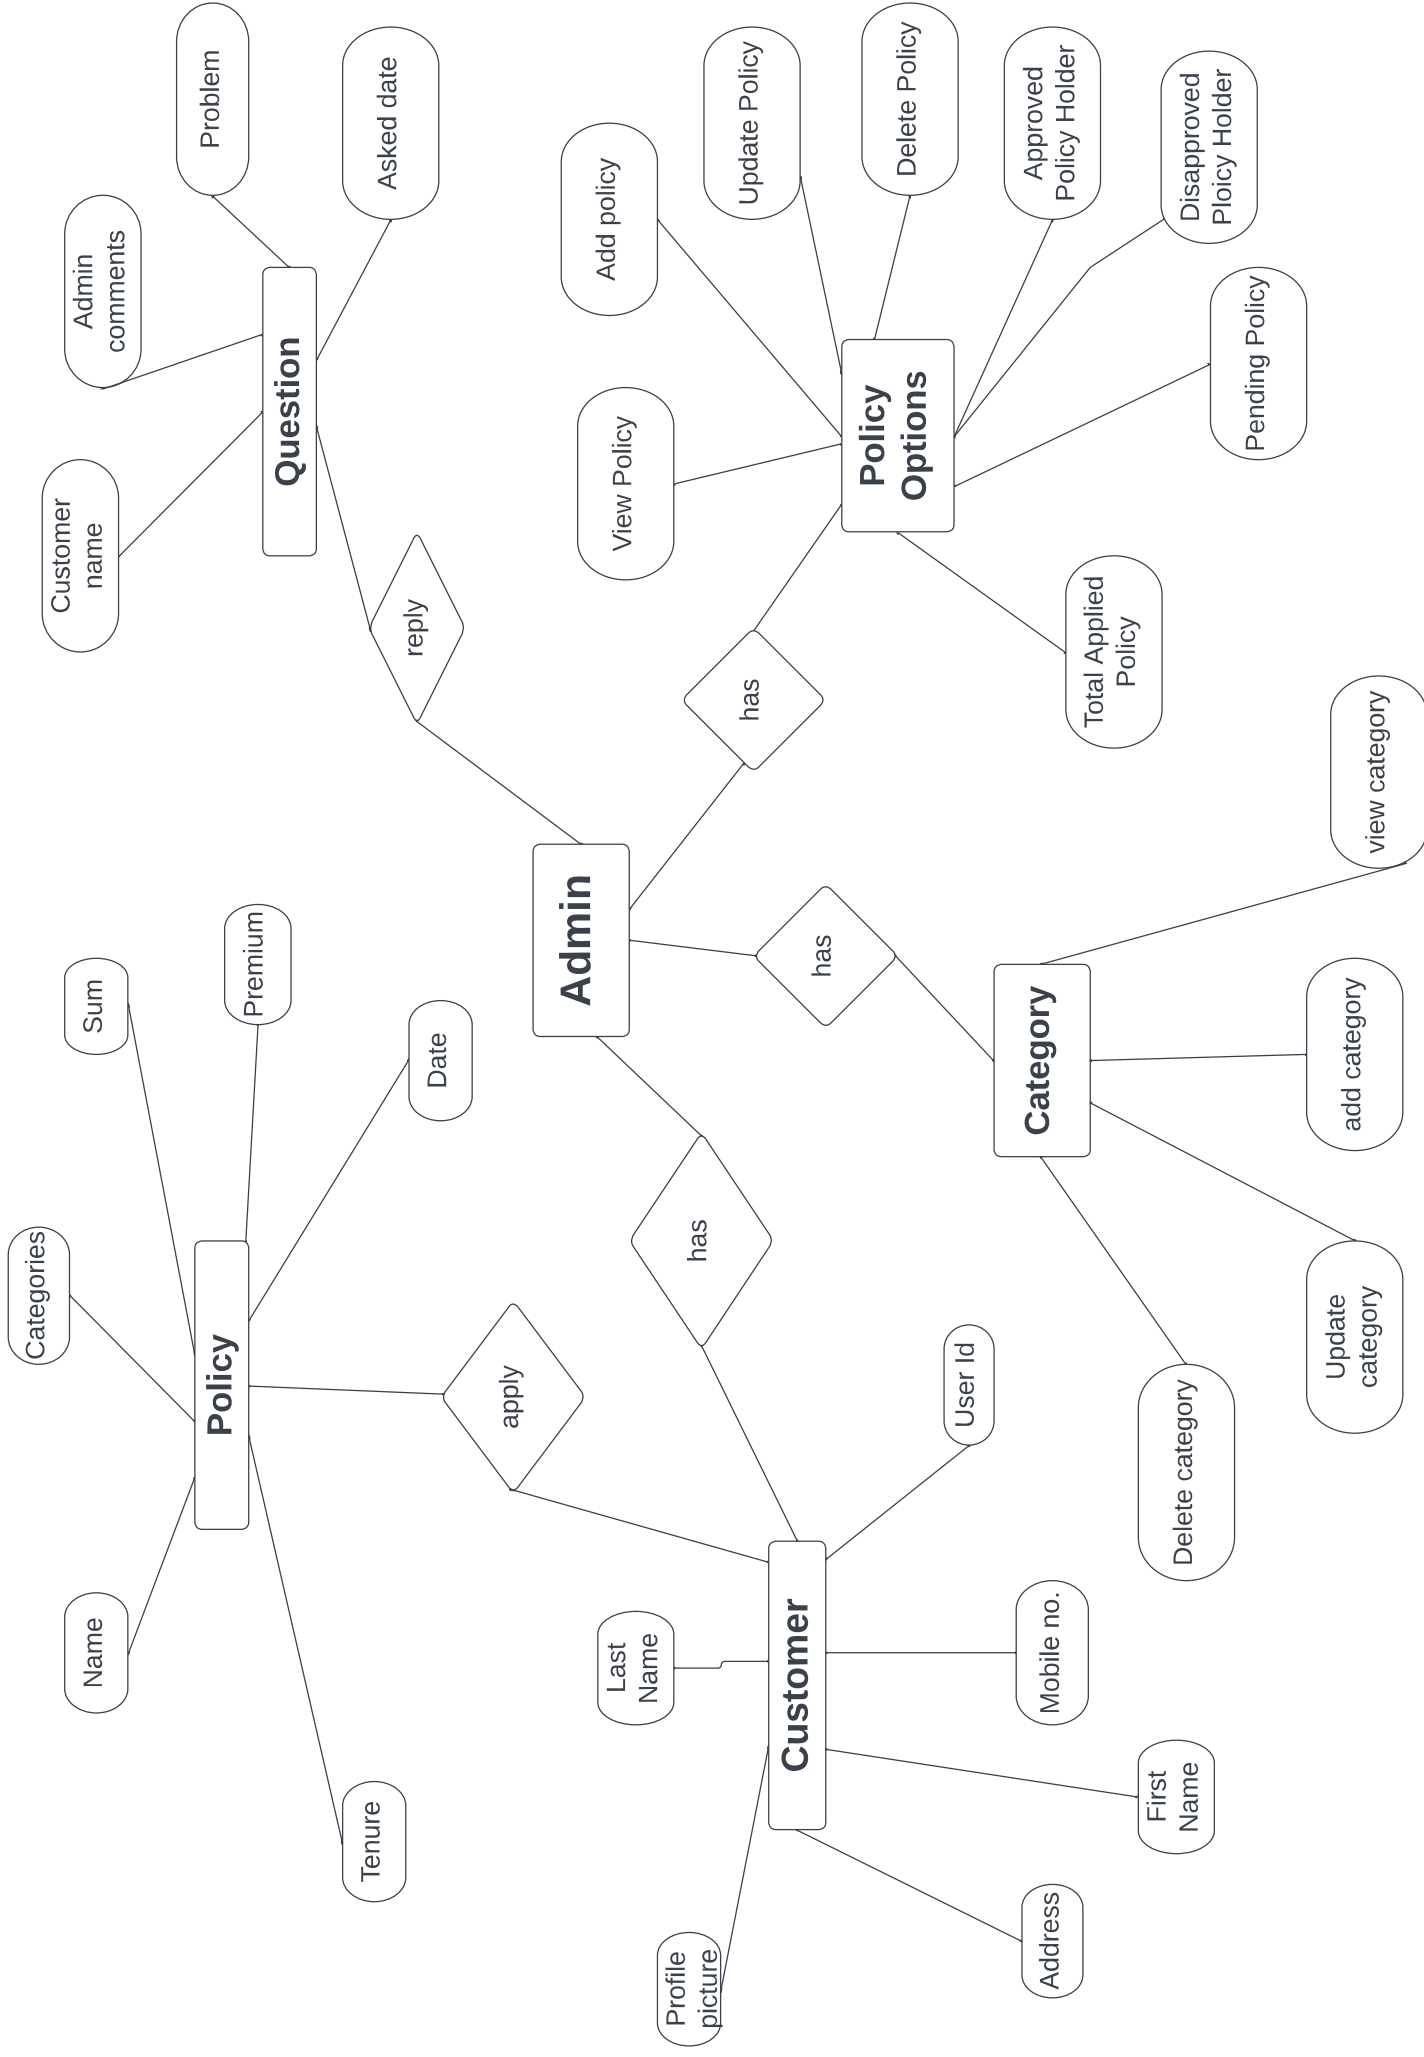 Profile
picture
Address
First
Name
Mobile no.
Last
Name
User Id
Customer
Tenure
Name
Categories
Sum
Premium
Date
Policy
apply
has
Admin
has
Category
Delete category
Update
category
add category
view category
has
Policy
Options
View Policy
Add policy
Update Policy
Delete Policy
Approved
Policy Holder
Disapproved
Ploicy Holder
Pending Policy
Total Applied
Policy
reply
Question
Customer
name
Admin
comments
Problem
Asked date